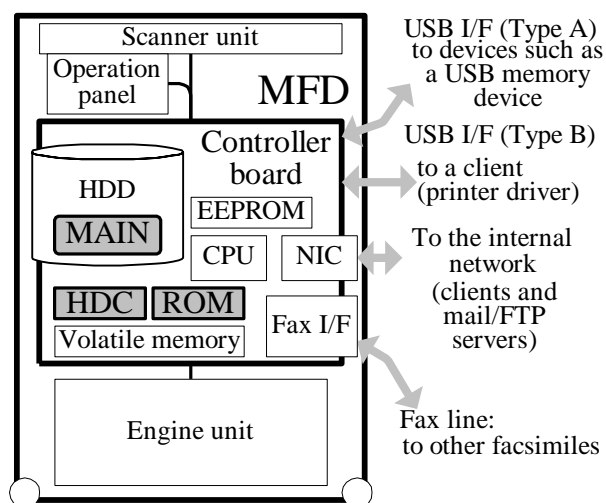 Scanner unit
Operation
panel
MFD
Controller
board
HDD
MAIN
EEPROM
CPU
NIC
HDC
ROM
Volatile memory
Fax I/F
Engine unit
USB I/F (Type A)
to devices such as
a USB memory
device
USB I/F (Type B)
to a client
(printer driver)
To the internal
network
(clients and
mail/FTP
servers)
Fax line:
to other facsimiles